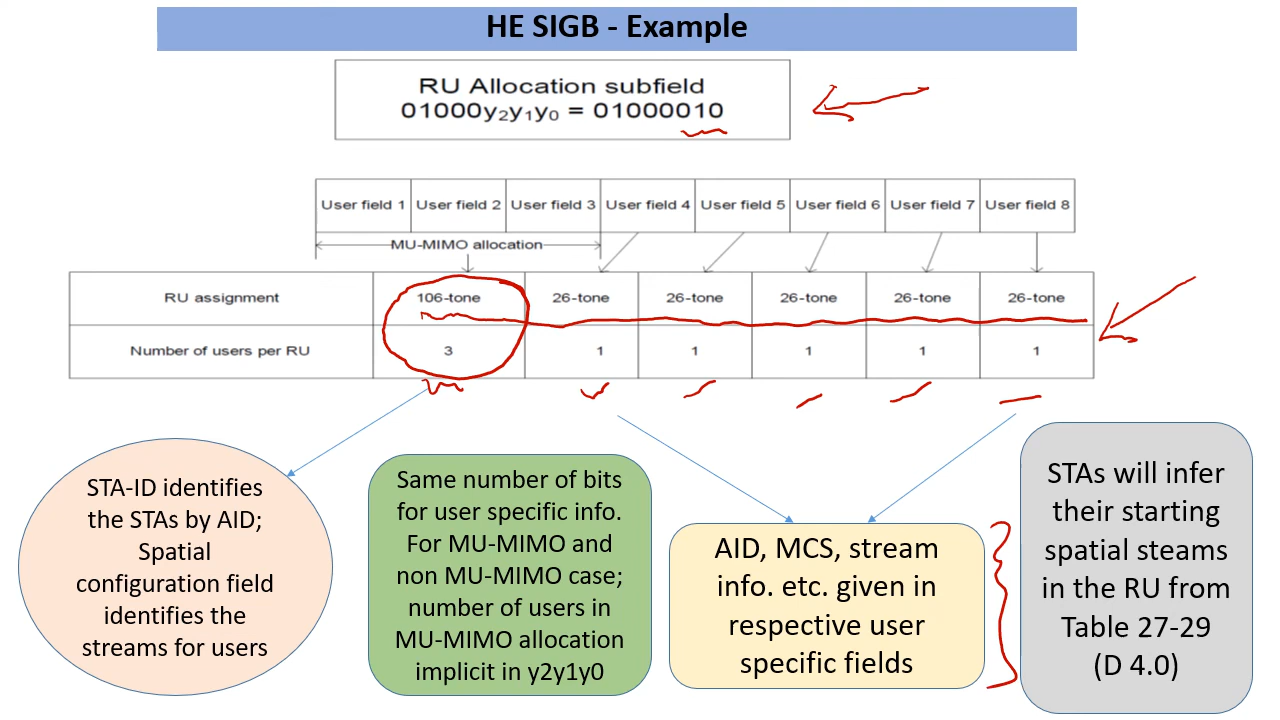 HE SIGB - Example
RU Allocation subfield
01000y₂y₁y₀ = 01000010
User field 1 User field 2 User field 3 User field 4 User field 5 User field 6 User field 7 User field 8
MU-MIMO allocation
RU assignment 106-tone 26-tone 26-tone 26-tone 26-tone 26-tone
Number of users per RU 3 1 1 1 1 1
STA-ID identifies
the STAs by AID;
Spatial
configuration field
identifies the
streams for users
Same number of bits
for user specific info.
For MU-MIMO and
non MU-MIMO case;
number of users in
MU-MIMO allocation
implicit in y2y1y0
AID, MCS, stream
info. etc. given in
respective user
specific fields
STAs will infer
their starting
spatial steams
in the RU from
Table 27-29
(D 4.0)